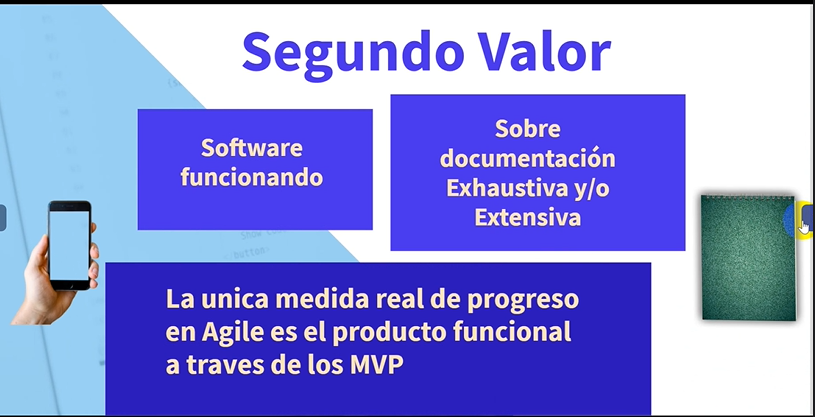 Segundo Valor
Software
funcionando
Sobre
documentación
Exhaustiva y/o
Extensiva
La unica medida real de progreso
en Agile es el producto funcional
a traves de los MVP